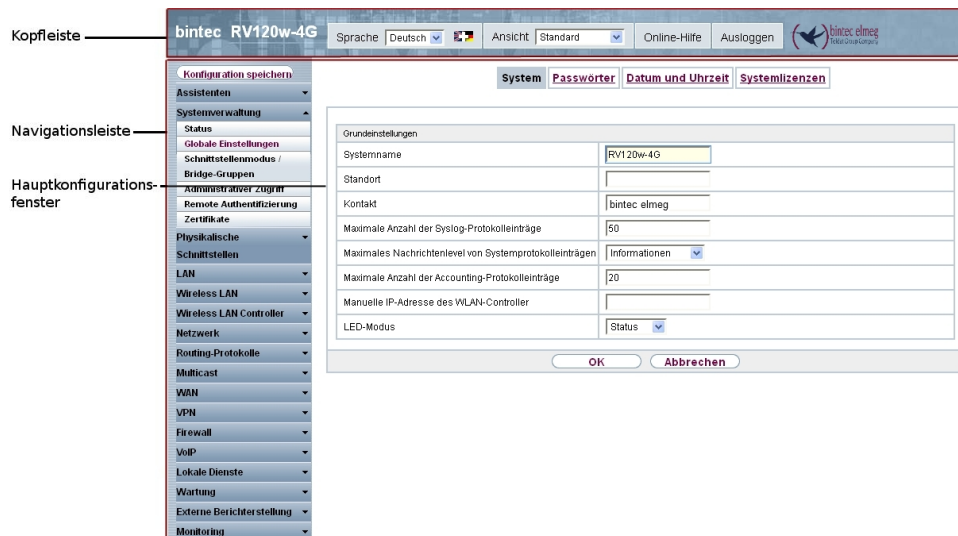 Kopfleiste
bintec RV120w-4G
Sprache Deutsch Ansicht Standard Online-Hilfe Ausloggen
bintec elmeg
Teldat Group Company
Navigationsleiste
Hauptkonfigurations-
fenster
Konfiguration speichern
Assistenten
Systemverwaltung
Status
Globale Einstellungen
Schnittstellenmodus /
Bridge-Gruppen
Administrativer Zugriff
Remote Authentifizierung
Zertifikate
Physikalische
Schnittstellen
LAN
Wireless LAN
Wireless LAN Controller
Netzwerk
Routing-Protokolle
Multicast
WAN
VPN
Firewall
VoIP
Lokale Dienste
Wartung
Externe Berichterstellung
Monitoring
System Passwörter Datum und Uhrzeit Systemlizenzen
Grundeinstellungen
Systemname RV120w-4G
Standort
Kontakt bintec elmeg
Maximale Anzahl der Syslog-Protokolleinträge 50
Maximales Nachrichtenlevel von Systemprotokolleinträgen Informationen
Maximale Anzahl der Accounting-Protokolleinträge 20
Manuelle IP-Adresse des WLAN-Controller
LED-Modus Status
OK Abbrechen